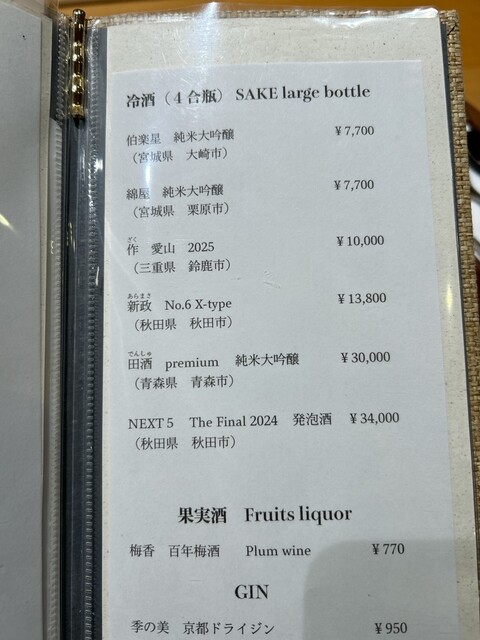 冷酒（４合瓶） SAKE large bottle
伯楽星　純米大吟醸　¥7,700
（宮城県　大崎市）
綿屋　純米大吟醸　¥7,700
（宮城県　栗原市）
ざく
作　愛山　2025　¥10,000
（三重県　鈴鹿市）
あらまさ
新政　No.6 X-type　¥13,800
（秋田県　秋田市）
でんしゅ
田酒　premium　純米大吟醸　¥30,000
（青森県　青森市）
NEXT 5　The Final 2024　発泡酒　¥34,000
（秋田県　秋田市）
果実酒　Fruits liquor
梅香　百年梅酒　Plum wine　¥770
GIN
季の美　京都ドライジン　¥950